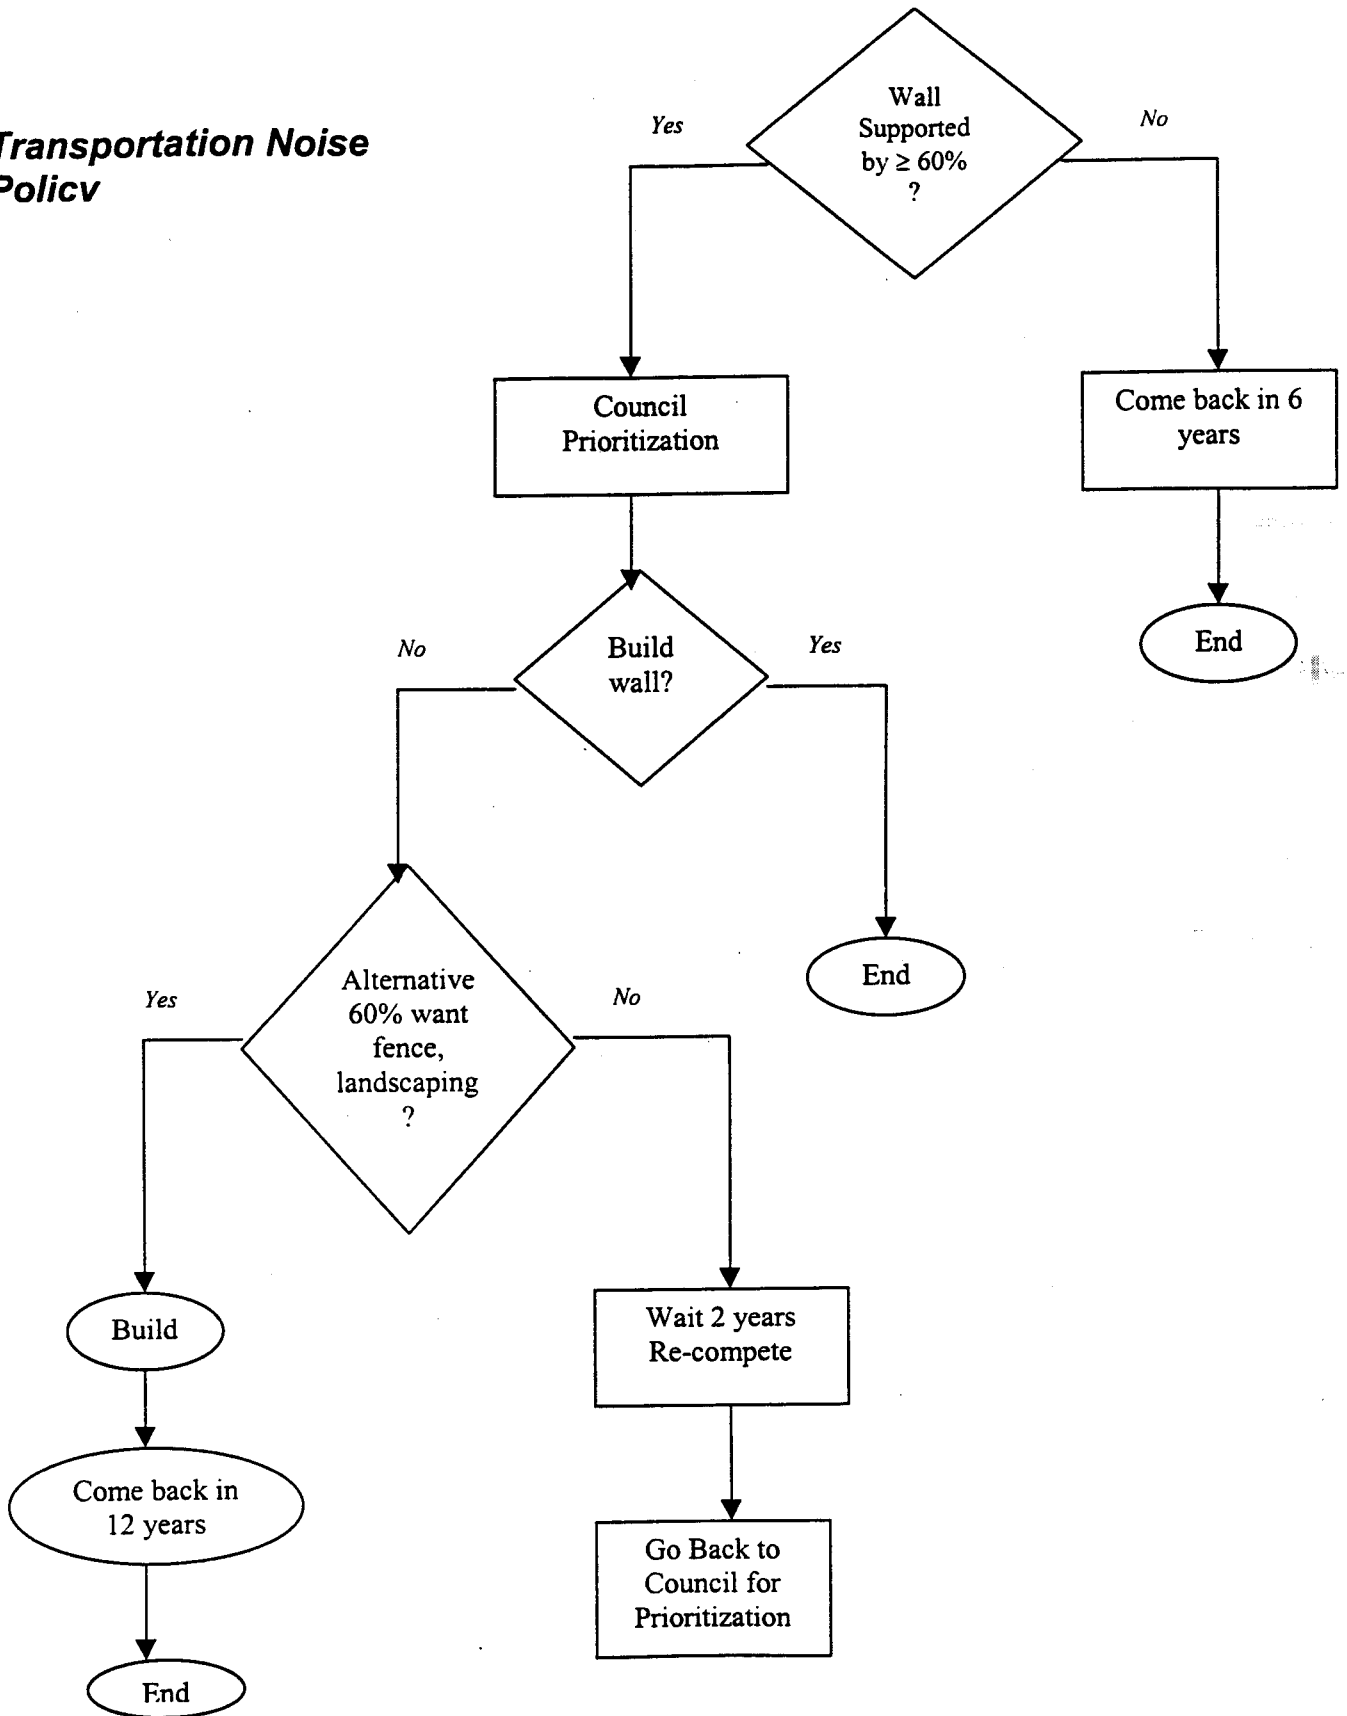 Transportation Noise
Policy
Wall
Supported
by ≥ 60%
?
Yes
No
Council
Prioritization
Come back in 6
years
End
Build
wall?
No
Yes
End
Alternative
60% want
fence,
landscaping
?
Yes
No
Build
Wait 2 years
Re-compete
Come back in
12 years
Go Back to
Council for
Prioritization
End